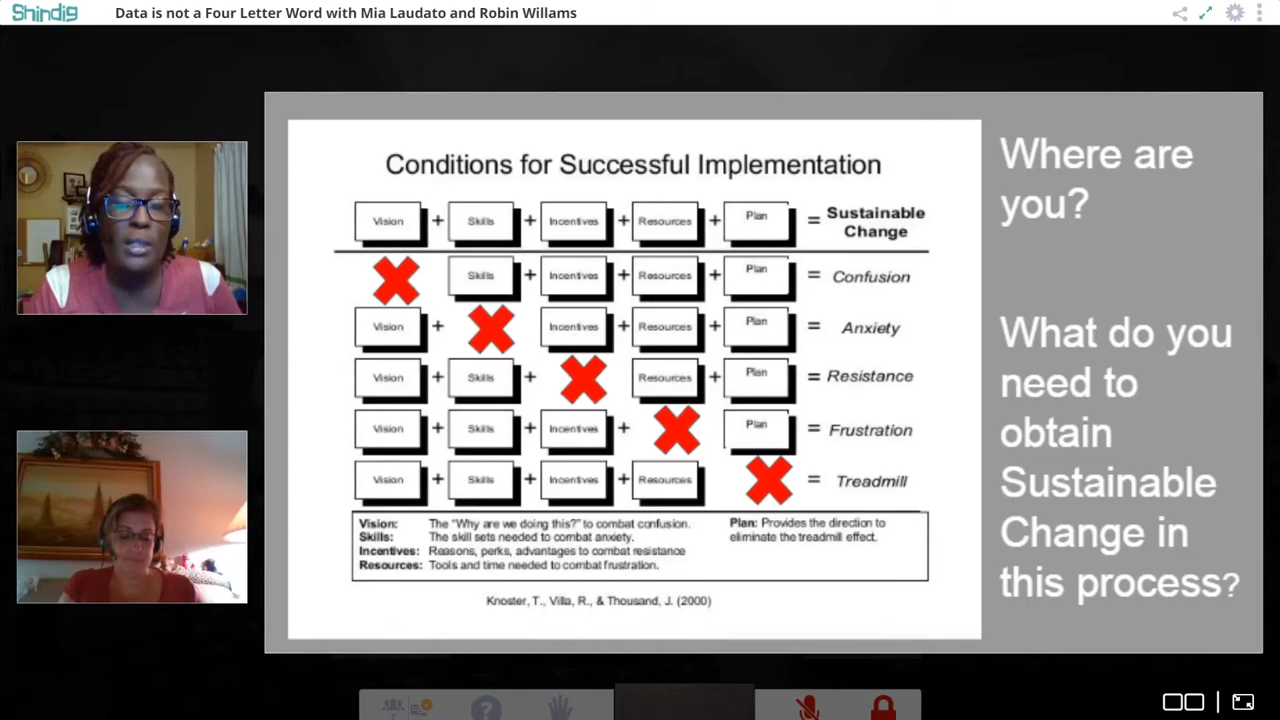 Shindig
Data is not a Four Letter Word with Mia Laudato and Robin Willams
Conditions for Successful Implementation
Vision + Skills + Incentives + Resources + Plan = Sustainable Change
Skills + Incentives + Resources + Plan = Confusion
Vision + Incentives + Resources + Plan = Anxiety
Vision + Skills + Resources + Plan = Resistance
Vision + Skills + Incentives + Plan = Frustration
Vision + Skills + Incentives + Resources = Treadmill
Vision: The "Why are we doing this?" to combat confusion.
Skills: The skill sets needed to combat anxiety.
Incentives: Reasons, perks, advantages to combat resistance
Resources: Tools and time needed to combat frustration.
Plan: Provides the direction to
eliminate the treadmill effect.
Knoster, T., Villa, R., & Thousand, J. (2000)
Where are
you?
What do you
need to
obtain
Sustainable
Change in
this process?